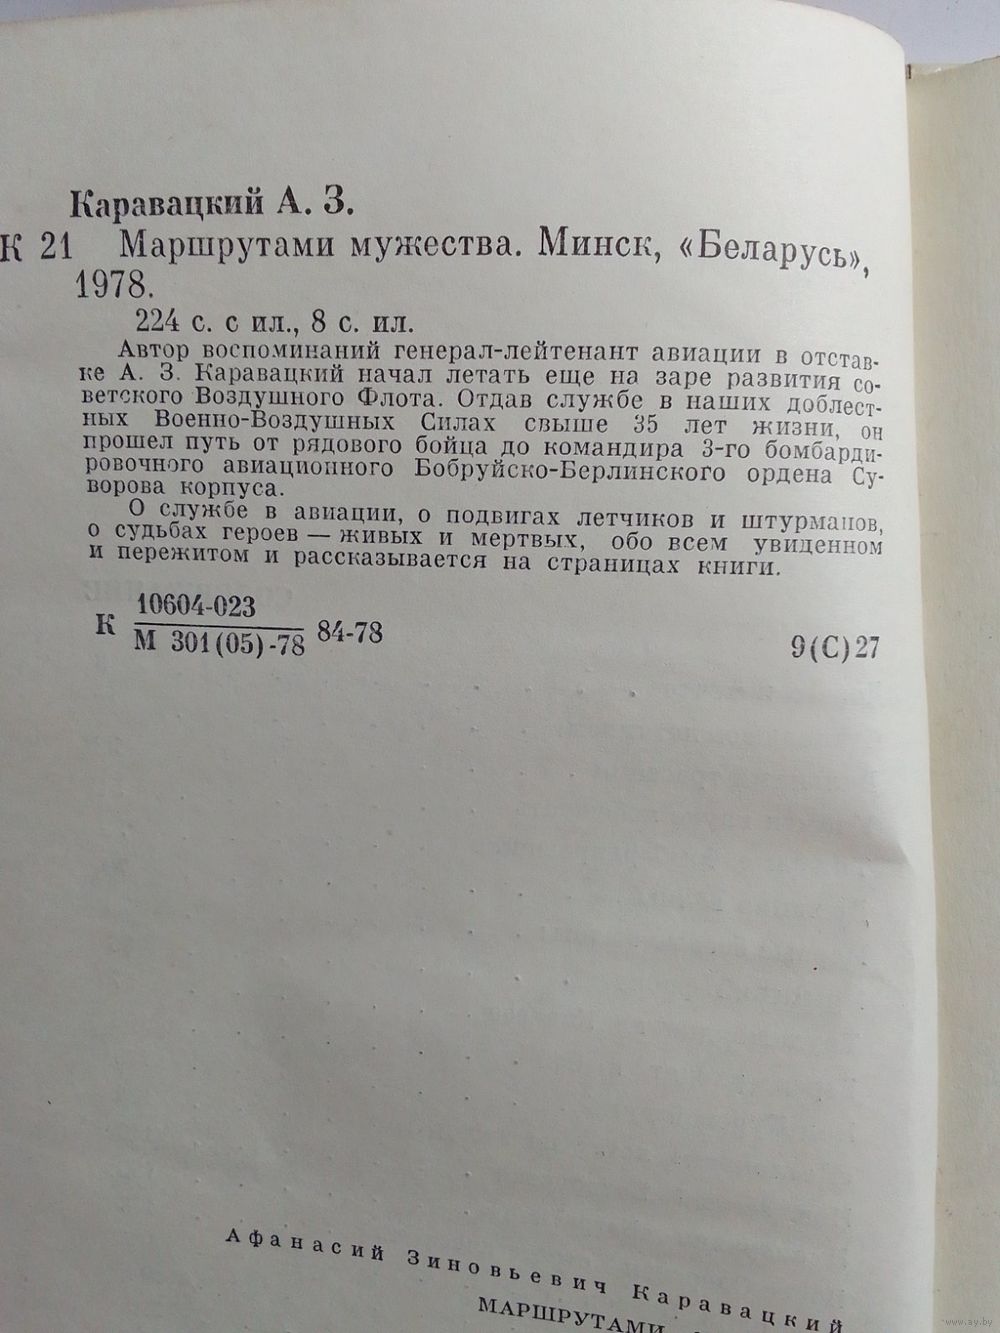 Каравацкий А. З.
К 21 Маршрутами мужества. Минск, «Беларусь»,
1978.
224 с. с ил., 8 с. ил.
Автор воспоминаний генерал-лейтенант авиации в отстав-
ке А. З. Каравацкий начал летать еще на заре развития со-
ветского Воздушного Флота. Отдав службе в наших доблест-
ных Военно-Воздушных Силах свыше 35 лет жизни, он
прошел путь от рядового бойца до командира 3-го бомбарди-
ровочного авиационного Бобруйско-Берлинского ордена Су-
ворова корпуса.
О службе в авиации, о подвигах летчиков и штурманов,
о судьбах героев — живых и мертвых, обо всем увиденном
и пережитом и рассказывается на страницах книги.
10604-023
К М 301(05)-78 84-78
9(С)27
Афанасий Зиновьевич Каравацкий
МАРШРУТАМИ
www.ay.by